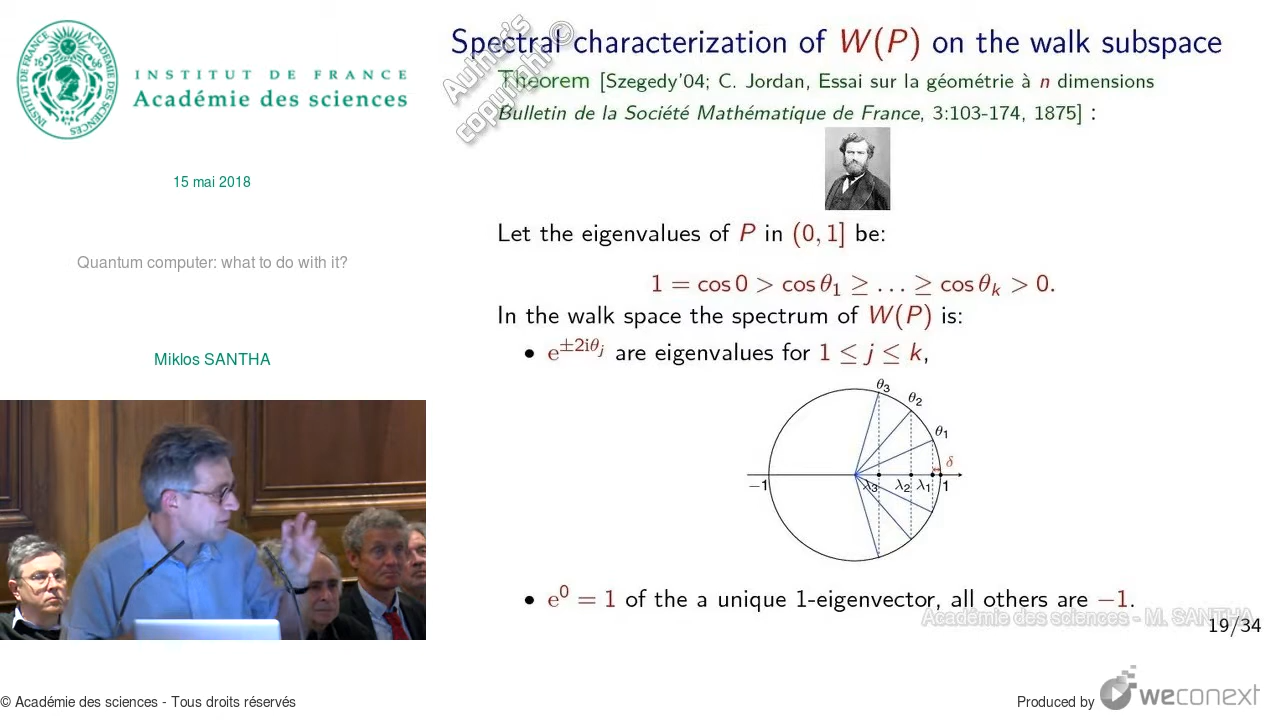 INSTITUT DE FRANCE
Académie des sciences
15 mai 2018
Quantum computer: what to do with it?
Miklos SANTHA
Author's copyright ©
Spectral characterization of W(P) on the walk subspace
Theorem [Szegedy'04; C. Jordan, Essai sur la géométrie à n dimensions
Bulletin de la Société Mathématique de France, 3:103-174, 1875] :
Let the eigenvalues of P in (0, 1] be:
1 = cos 0 > cos θ₁ ≥ … ≥ cos θₖ > 0.
In the walk space the spectrum of W(P) is:
• e^{±2iθⱼ} are eigenvalues for 1 ≤ j ≤ k,
θ₃
θ₂
θ₁
δ
−1 λ₃ λ₂ λ₁ 1
• e⁰ = 1 of the a unique 1-eigenvector, all others are −1.
Académie des sciences - M. SANTHA
19/34
© Académie des sciences - Tous droits réservés
Produced by weconext